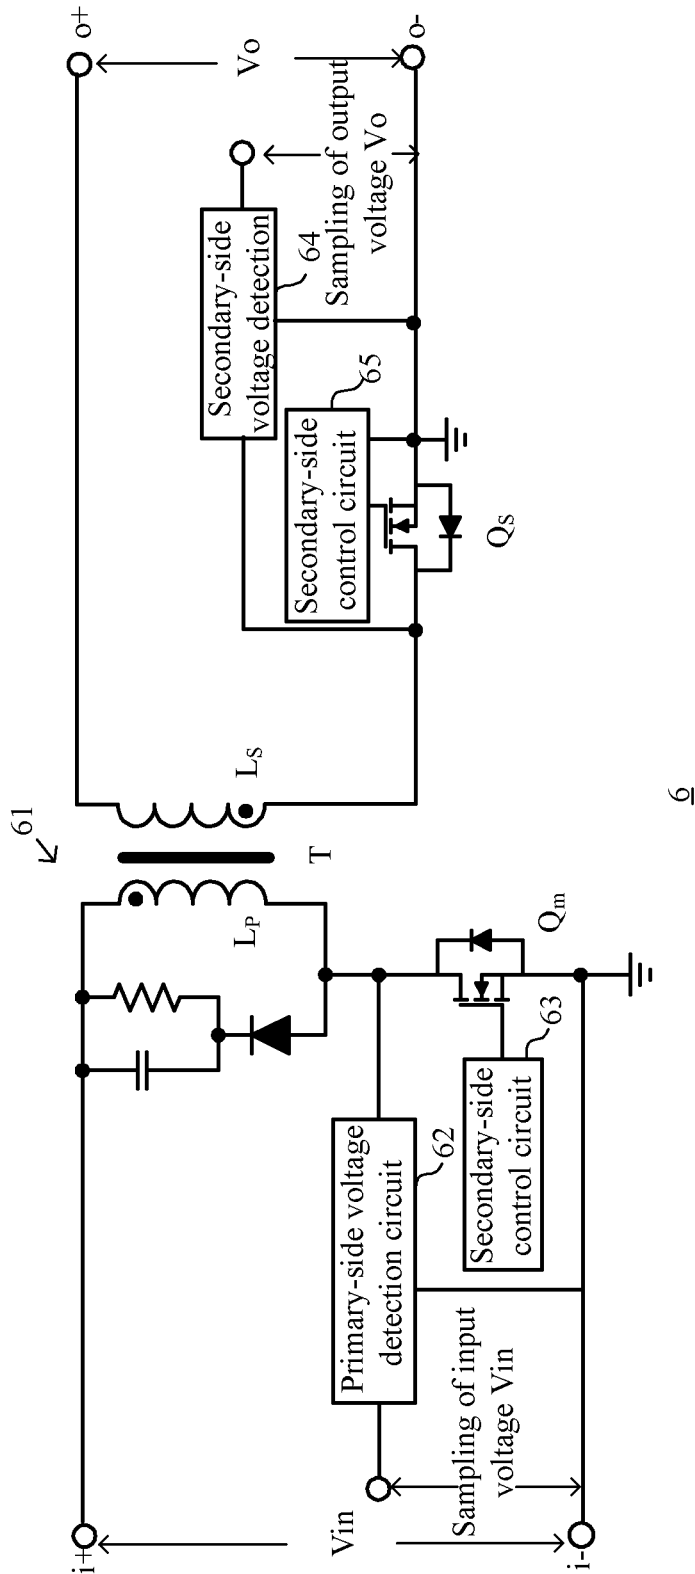 61
i+
Vin
i-
Sampling of input
voltage Vin
Primary-side voltage
detection circuit
62
Secondary-side
control circuit
63
Qm
LP
T
LS
Secondary-side
control circuit
65
QS
Secondary-side
voltage detection
64
Sampling of output
voltage Vo
o+
Vo
o-
6